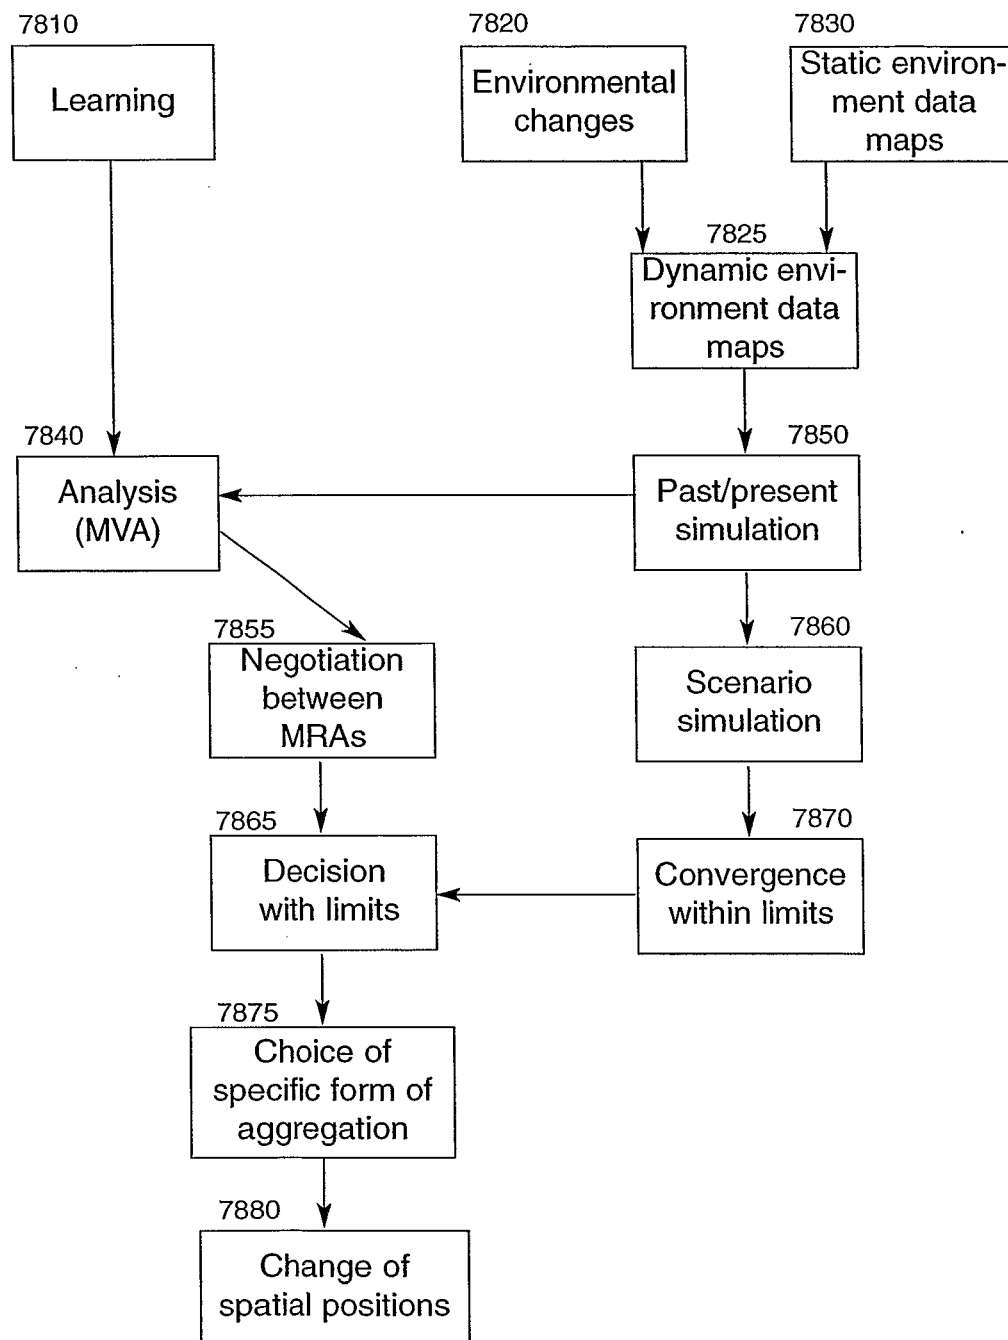 7810
Learning
7820
Environmental
changes
7830
Static environ-
ment data
maps
7825
Dynamic envi-
ronment data
maps
7840
Analysis
(MVA)
7850
Past/present
simulation
7855
Negotiation
between
MRAs
7860
Scenario
simulation
7865
Decision
with limits
7870
Convergence
within limits
7875
Choice of
specific form of
aggregation
7880
Change of
spatial positions